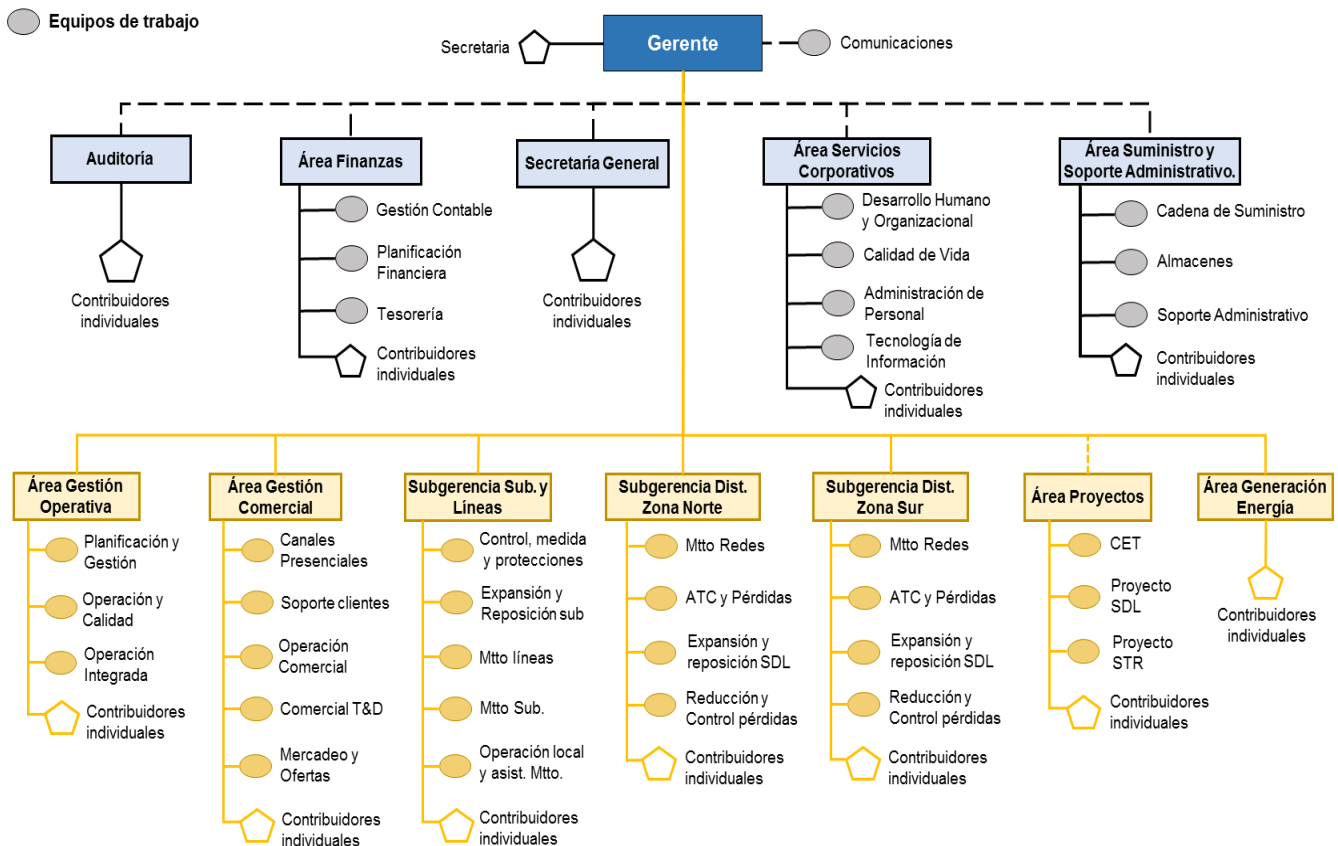 Equipos de trabajo
Secretaria
Gerente
Comunicaciones
Auditoría
Contribuidores
individuales
Área Finanzas
Gestión Contable
Planificación
Financiera
Tesorería
Contribuidores
individuales
Secretaría General
Contribuidores
individuales
Área Servicios
Corporativos
Desarrollo Humano
y Organizacional
Calidad de Vida
Administración de
Personal
Tecnología de
Información
Contribuidores
individuales
Área Suministro y
Soporte Administrativo.
Cadena de Suministro
Almacenes
Soporte Administrativo
Contribuidores
individuales
Área Gestión
Operativa
Planificación y
Gestión
Operación y
Calidad
Operación
Integrada
Contribuidores
individuales
Área Gestión
Comercial
Canales
Presenciales
Soporte clientes
Operación
Comercial
Comercial T&D
Mercadeo y
Ofertas
Contribuidores
individuales
Subgerencia Sub. y
Líneas
Control, medida
y protecciones
Expansión y
Reposición sub
Mtto líneas
Mtto Sub.
Operación local
y asist. Mtto.
Contribuidores
individuales
Subgerencia Dist.
Zona Norte
Mtto Redes
ATC y Pérdidas
Expansión y
reposición SDL
Reducción y
Control pérdidas
Contribuidores
individuales
Subgerencia Dist.
Zona Sur
Mtto Redes
ATC y Pérdidas
Expansión y
reposición SDL
Reducción y
Control pérdidas
Contribuidores
individuales
Área Proyectos
CET
Proyecto
SDL
Proyecto
STR
Contribuidores
individuales
Área Generación
Energía
Contribuidores
individuales